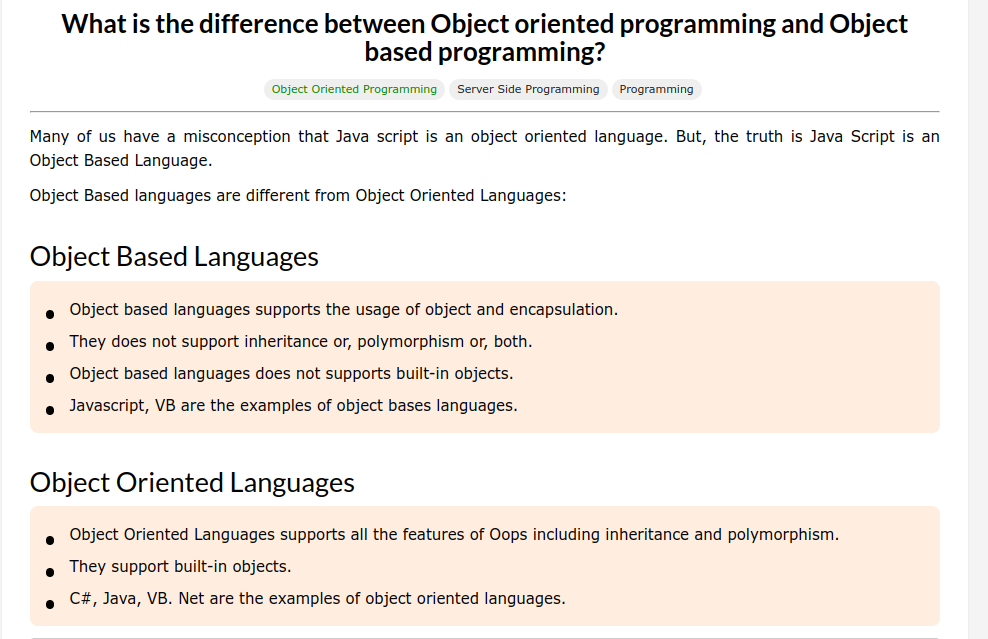 What is the difference between Object oriented programming and Object
based programming?
Object Oriented Programming Server Side Programming Programming
Many of us have a misconception that Java script is an object oriented language. But, the truth is Java Script is an
Object Based Language.
Object Based languages are different from Object Oriented Languages:
Object Based Languages
Object based languages supports the usage of object and encapsulation.
They does not support inheritance or, polymorphism or, both.
Object based languages does not supports built-in objects.
Javascript, VB are the examples of object bases languages.
Object Oriented Languages
Object Oriented Languages supports all the features of Oops including inheritance and polymorphism.
They support built-in objects.
C#, Java, VB. Net are the examples of object oriented languages.